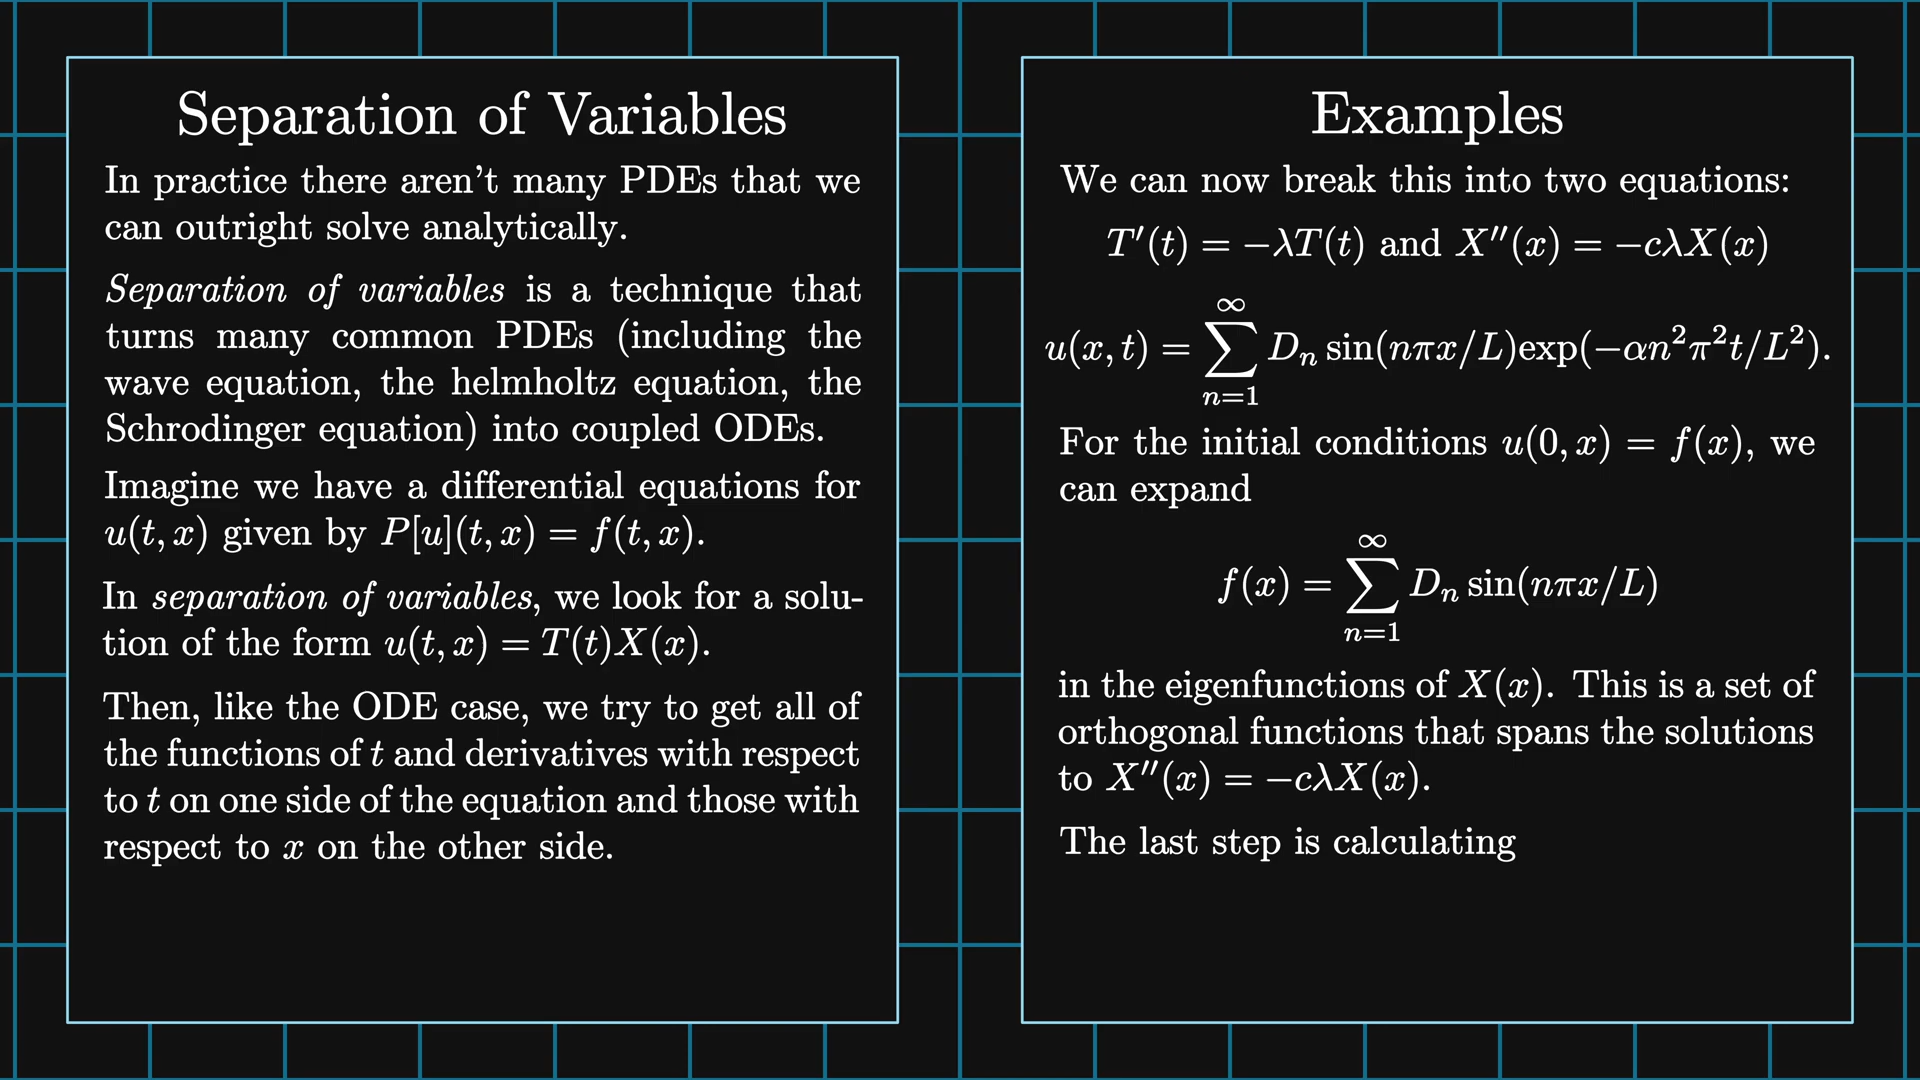 Separation of Variables
In practice there aren't many PDEs that we
can outright solve analytically.
Separation of variables is a technique that
turns many common PDEs (including the
wave equation, the helmholtz equation, the
Schrodinger equation) into coupled ODEs.
Imagine we have a differential equations for
u(t, x) given by P[u](t, x) = f(t, x).
In separation of variables, we look for a solu-
tion of the form u(t, x) = T(t)X(x).
Then, like the ODE case, we try to get all of
the functions of t and derivatives with respect
to t on one side of the equation and those with
respect to x on the other side.
Examples
We can now break this into two equations:
T′(t) = −λT(t) and X″(x) = −cλX(x)
u(x, t) = ∑_{n=1}^{∞} Dₙ sin(nπx/L)exp(−αn²π²t/L²).
For the initial conditions u(0, x) = f(x), we
can expand
f(x) = ∑_{n=1}^{∞} Dₙ sin(nπx/L)
in the eigenfunctions of X(x). This is a set of
orthogonal functions that spans the solutions
to X″(x) = −cλX(x).
The last step is calculating